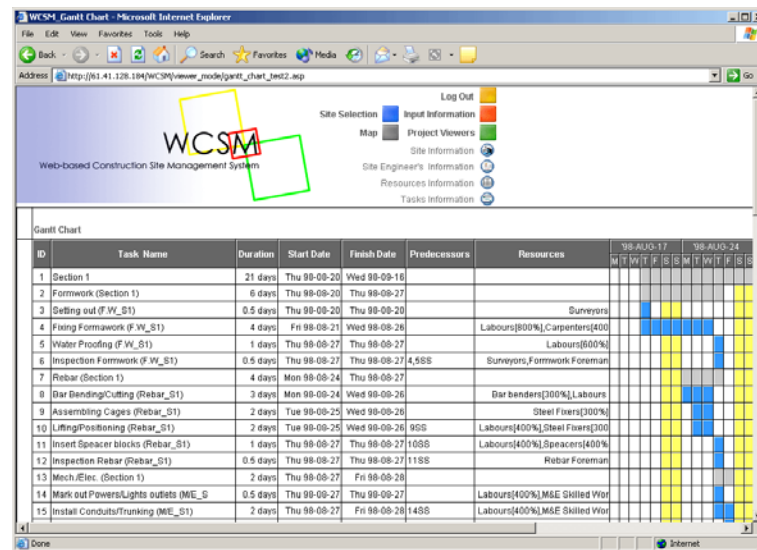 WCSM_Gantt Chart - Microsoft Internet Explorer
File Edit View Favorites Tools Help
Back Search Favorites Media
Address http://61.41.128.184/WCSM/viewer_mode/gantt_chart_test2.asp Go
Log Out
Site Selection Input Information
Map Project Viewers
Site Information
Site Engineer's Information
Resources Information
Tasks Information
WCSM
Web-based Construction Site Management System
Gantt Chart
ID Task Name Duration Start Date Finish Date Predecessors Resources '98-AUG-17 '98-AUG-24
M T W T F S S M T W T F S S
1 Section 1 21 days Thu 98-08-20 Wed 98-09-16
2 Formwork (Section 1) 6 days Thu 98-08-20 Thu 98-08-27
3 Setting out (F.W_S1) 0.5 days Thu 98-08-20 Thu 98-08-20 Surveyors
4 Fixing Formawork (F.W_S1) 4 days Fri 98-08-21 Wed 98-08-26 Labours[800%],Carpenters[400
5 Water Proofing (F.W_S1) 1 days Thu 98-08-27 Thu 98-08-27 Labours[600%]
6 Inspection Formwork (F.W_S1) 0.5 days Thu 98-08-27 Thu 98-08-27 4,5SS Surveyors,Formwork Foreman
7 Rebar (Section 1) 4 days Mon 98-08-24 Thu 98-08-27
8 Bar Bending/Cutting (Rebar_S1) 3 days Mon 98-08-24 Wed 98-08-26 Bar benders[300%],Labours
9 Assembling Cages (Rebar_S1) 2 days Tue 98-08-25 Wed 98-08-26 Steel Fixers[300%]
10 Lifting/Positioning (Rebar_S1) 2 days Tue 98-08-25 Wed 98-08-26 9SS Labours[400%],Steel Fixers[300
11 Insert Speacer blocks (Rebar_S1) 1 days Thu 98-08-27 Thu 98-08-27 10SS Labours[400%],Speacers[400%
12 Inspection Rebar (Rebar_S1) 0.5 days Thu 98-08-27 Thu 98-08-27 11SS Rebar Foreman
13 Mech./Elec. (Section 1) 2 days Thu 98-08-27 Fri 98-08-28
14 Mark out Powers/Lights outlets (M/E_S 0.5 days Thu 98-08-27 Thu 98-08-27 Labours[400%],M&E Skilled Wor
15 Install Conduits/Trunking (M/E_S1) 2 days Thu 98-08-27 Fri 98-08-28 14SS Labours[400%],M&E Skilled Wor
Done Internet